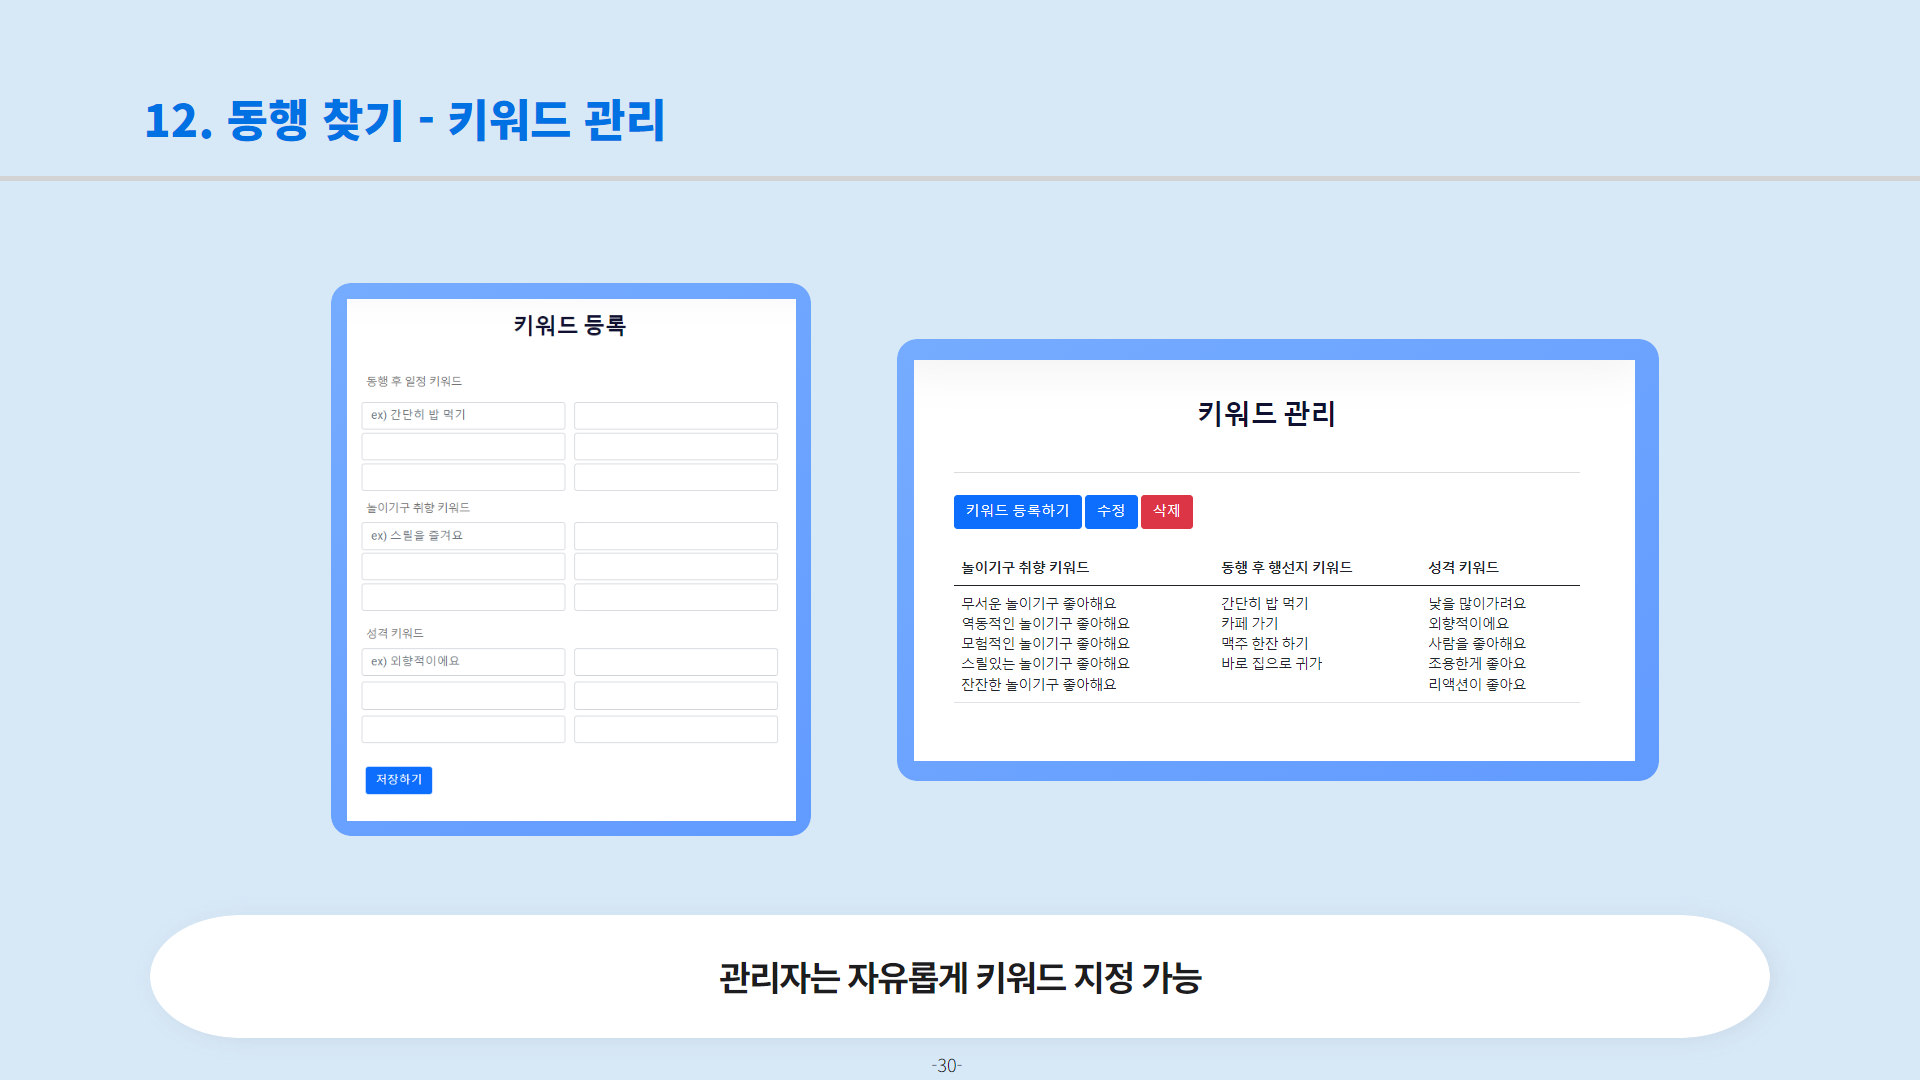 12. 동행 찾기 - 키워드 관리
키워드 등록
동행 후 일정 키워드
ex) 간단히 밥 먹기
놀이기구 취향 키워드
ex) 스릴을 즐겨요
성격 키워드
ex) 외향적이에요
저장하기
키워드 관리
키워드 등록하기 수정 삭제
놀이기구 취향 키워드 동행 후 행선지 키워드 성격 키워드
무서운 놀이기구 좋아해요 간단히 밥 먹기 낯을 많이가려요
역동적인 놀이기구 좋아해요 카페 가기 외향적이에요
모험적인 놀이기구 좋아해요 맥주 한잔 하기 사람을 좋아해요
스릴있는 놀이기구 좋아해요 바로 집으로 귀가 조용한게 좋아요
잔잔한 놀이기구 좋아해요 리액션이 좋아요
관리자는 자유롭게 키워드 지정 가능
-30-